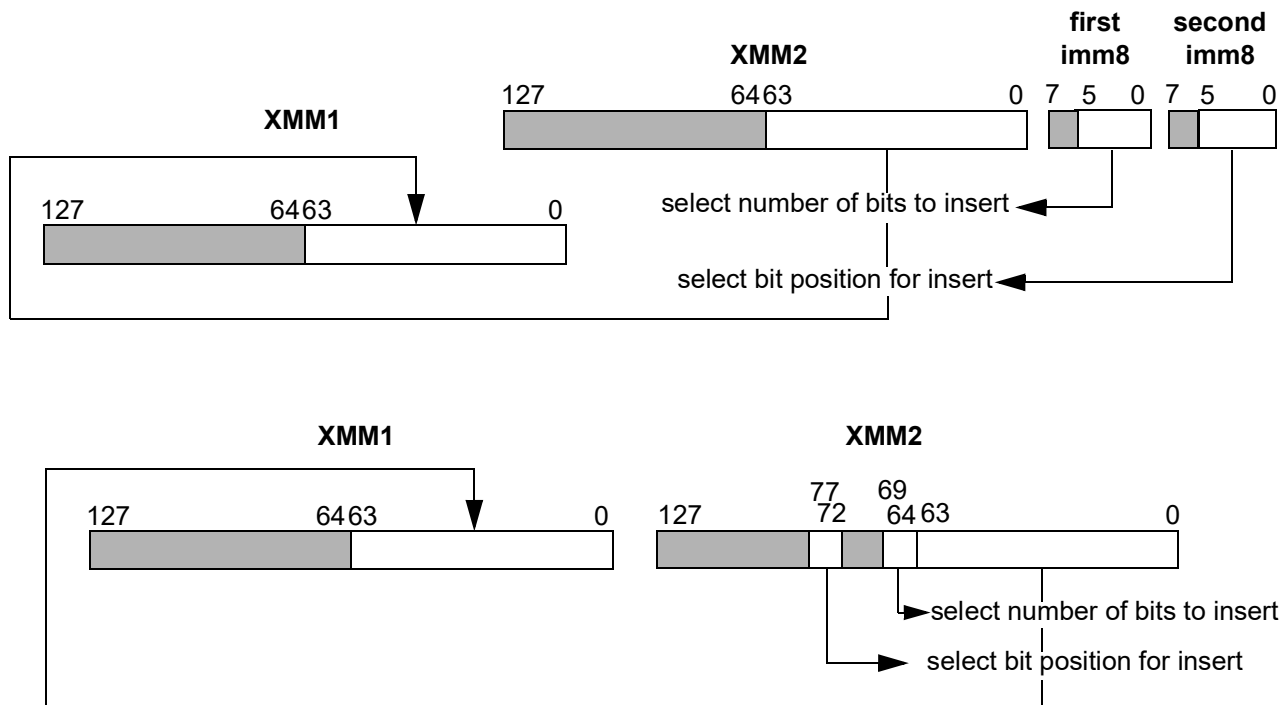 first second
imm8 imm8
XMM2
127 64 63 0 7 5 0 7 5 0
XMM1
select number of bits to insert
127 64 63 0
select bit position for insert
XMM1 XMM2
77 69
127 64 63 0 127 72 64 63 0
select number of bits to insert
select bit position for insert